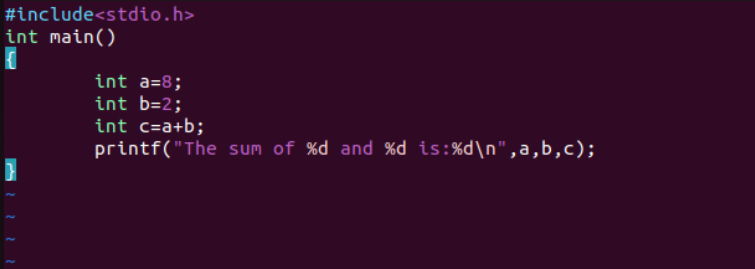 #include<stdio.h>
int main()
{
        int a=8;
        int b=2;
        int c=a+b;
        printf("The sum of %d and %d is:%d\n",a,b,c);
}
~
~
~
~